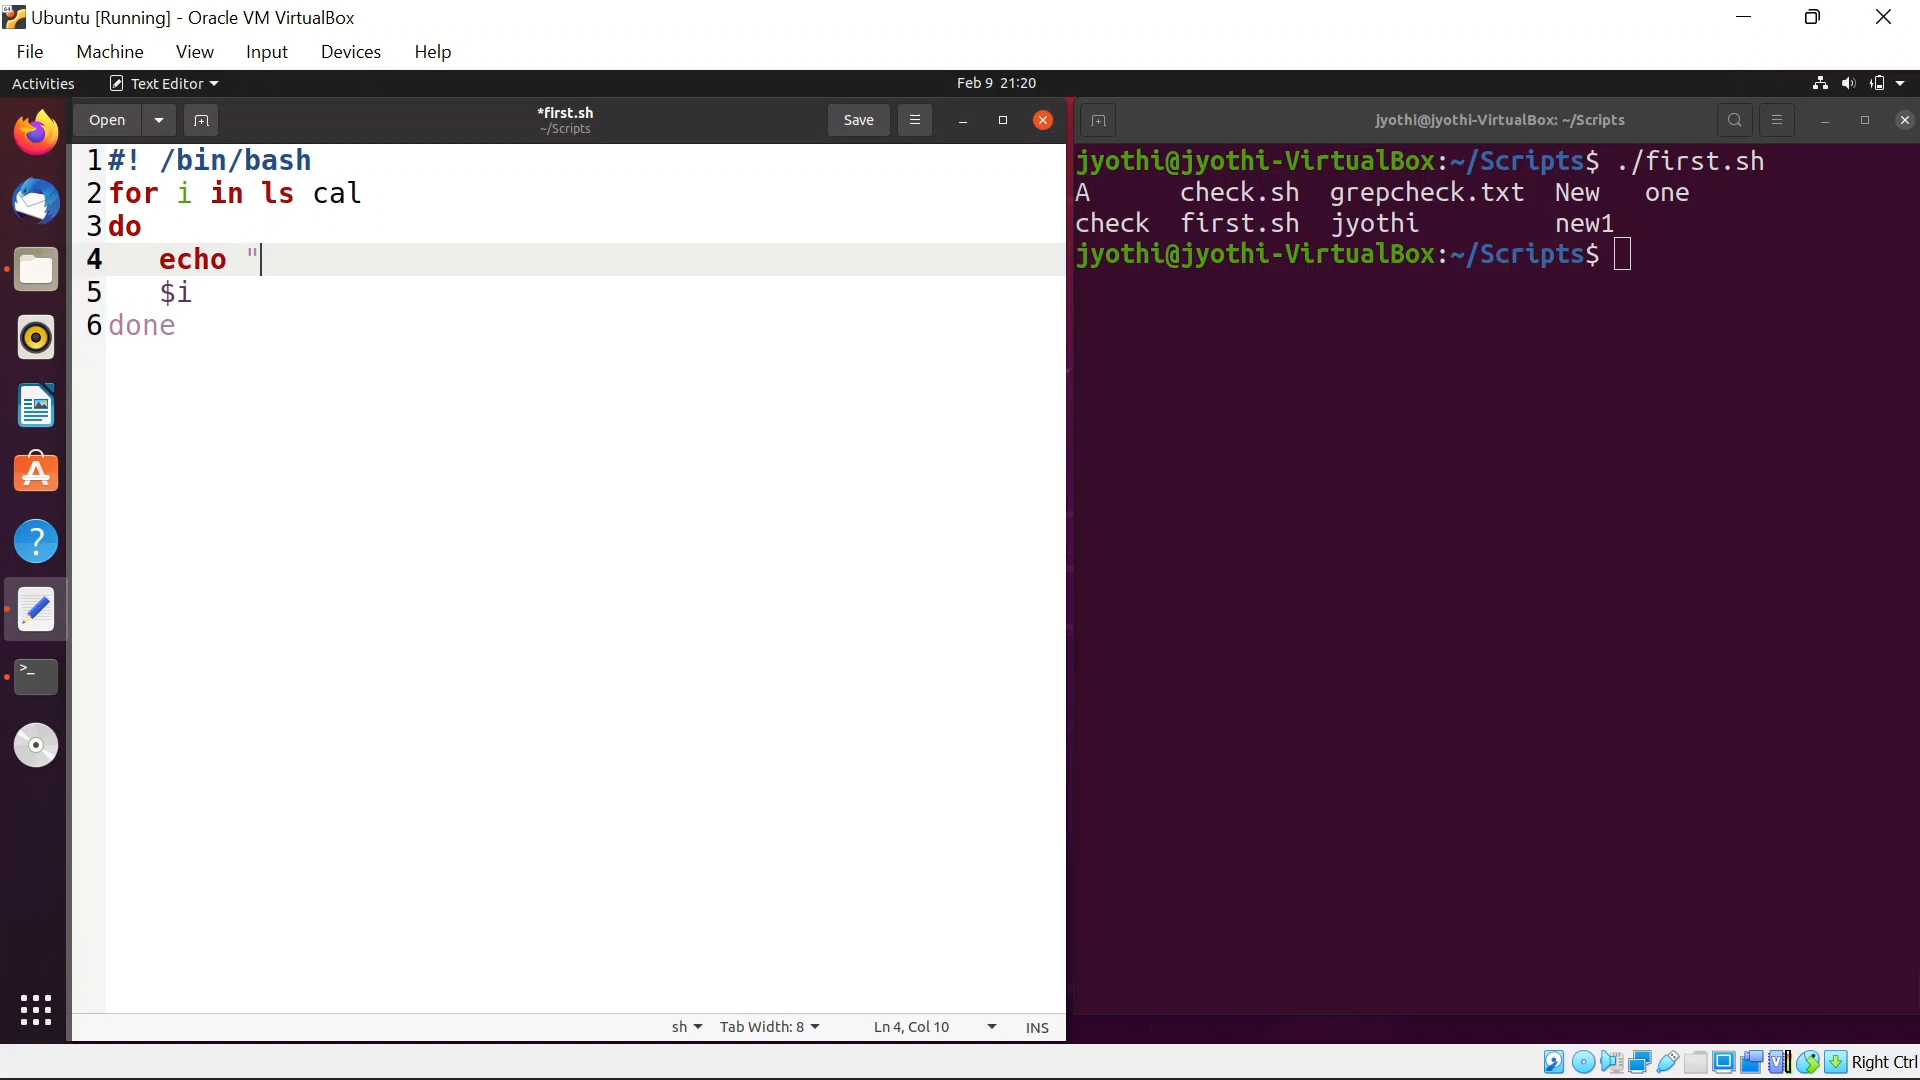 Ubuntu [Running] - Oracle VM VirtualBox
File Machine View Input Devices Help
Activities Text Editor Feb 9 21:20
Open *first.sh Save
~/Scripts
jyothi@jyothi-VirtualBox: ~/Scripts
1 #! /bin/bash
2 for i in ls cal
3 do
4 echo "
5 $i
6 done
jyothi@jyothi-VirtualBox:~/Scripts$ ./first.sh
A check.sh grepcheck.txt New one
check first.sh jyothi new1
jyothi@jyothi-VirtualBox:~/Scripts$
sh Tab Width: 8 Ln 4, Col 10 INS
Right Ctrl